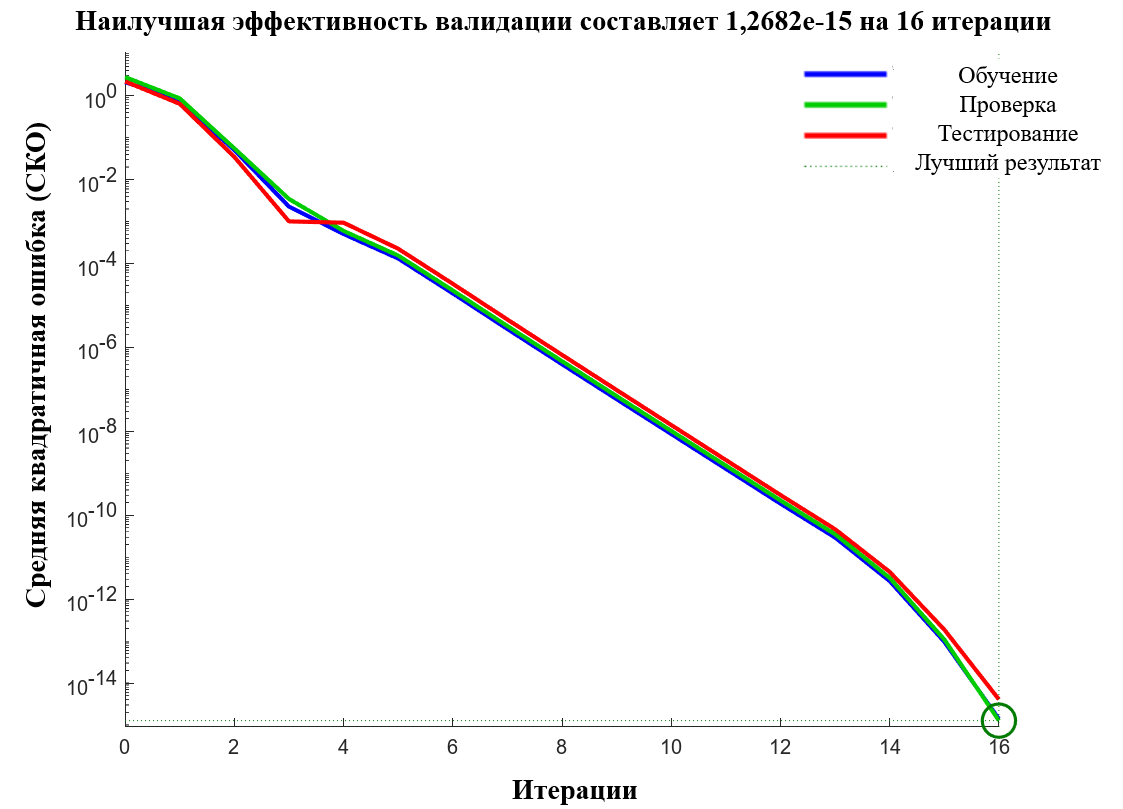 Наилучшая эффективность валидации составляет 1,2682e-15 на 16 итерации
Обучение
Проверка
Тестирование
Лучший результат
Средняя квадратичная ошибка (СКО)
10^0
10^-2
10^-4
10^-6
10^-8
10^-10
10^-12
10^-14
0 2 4 6 8 10 12 14 16
Итерации